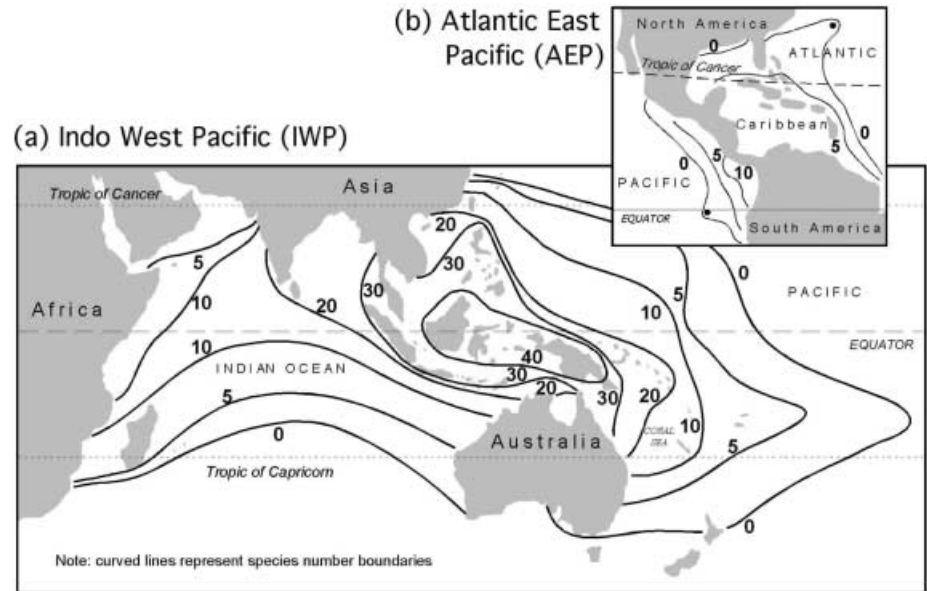 (b) Atlantic East
Pacific (AEP)
North America
0
ATLANTIC
Tropic of Cancer
Caribbean
0
5
0
5
10
PACIFIC
EQUATOR
South America
(a) Indo West Pacific (IWP)
Tropic of Cancer
Asia
20
5
30
0
Africa
10
20
30
10
5
PACIFIC
EQUATOR
10
40
INDIAN OCEAN
30
20
30
20
5
10
CORAL
SEA
Australia
5
0
Tropic of Capricorn
0
Note: curved lines represent species number boundaries